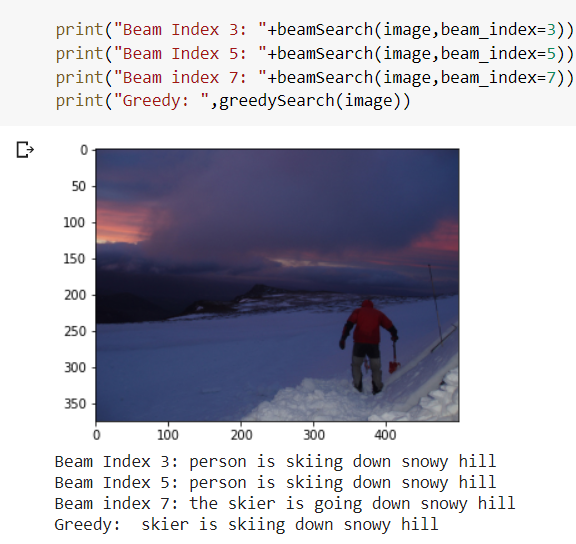 print("Beam Index 3: "+beamSearch(image,beam_index=3))
print("Beam Index 5: "+beamSearch(image,beam_index=5))
print("Beam index 7: "+beamSearch(image,beam_index=7))
print("Greedy: ",greedySearch(image))
0
50
100
150
200
250
300
350
0 100 200 300 400
Beam Index 3: person is skiing down snowy hill
Beam Index 5: person is skiing down snowy hill
Beam index 7: the skier is going down snowy hill
Greedy:  skier is skiing down snowy hill